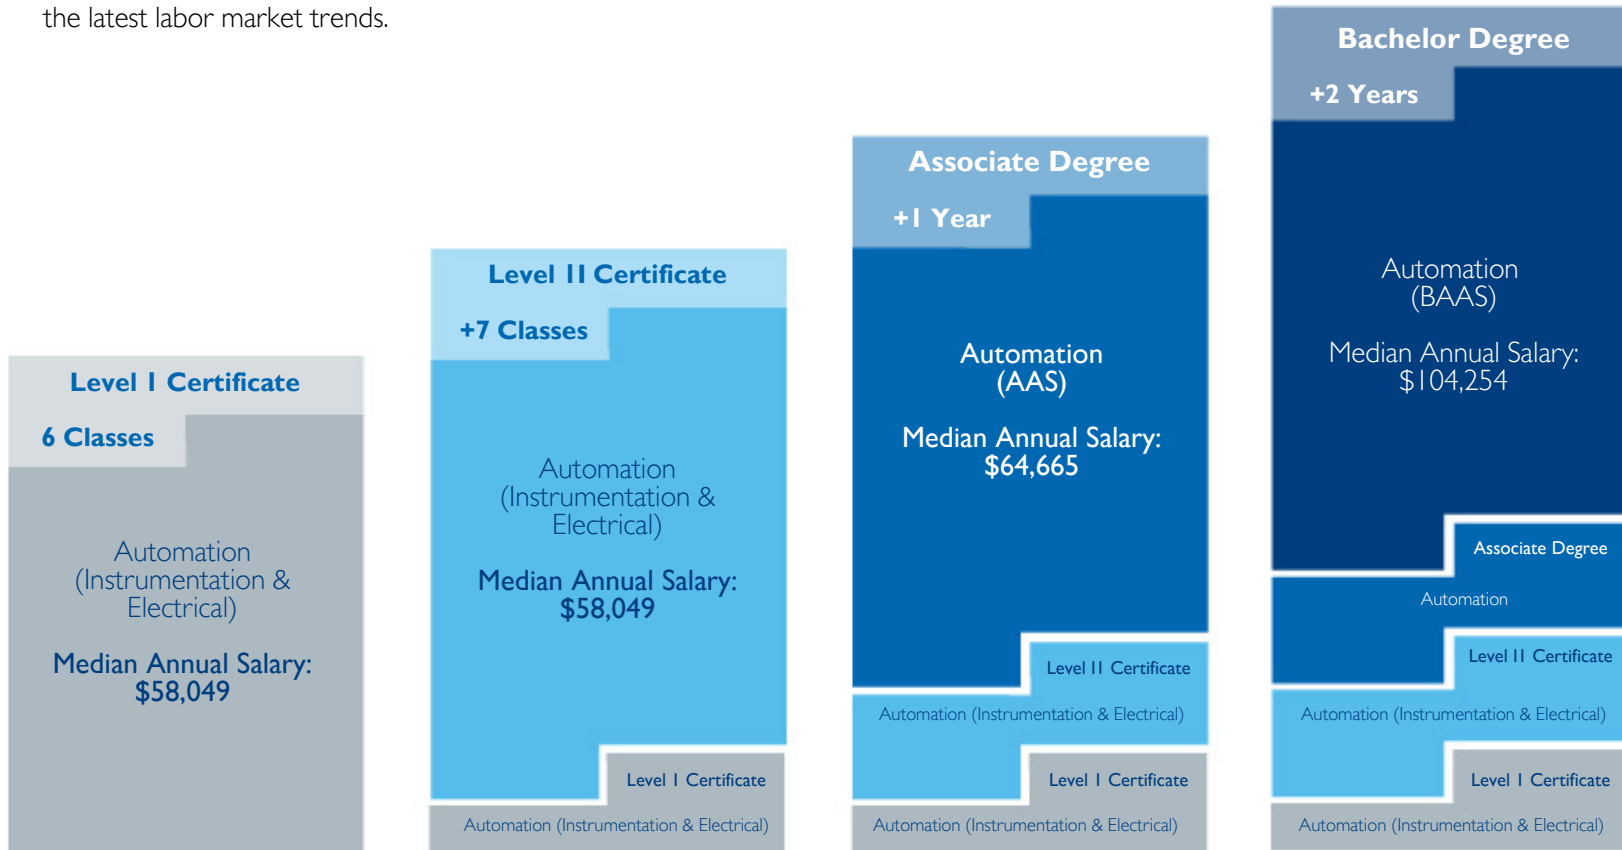 the latest labor market trends.
Level I Certificate
6 Classes
Automation
(Instrumentation &
Electrical)
Median Annual Salary:
$58,049
Level II Certificate
+7 Classes
Automation
(Instrumentation &
Electrical)
Median Annual Salary:
$58,049
Level I Certificate
Automation (Instrumentation & Electrical)
Associate Degree
+1 Year
Automation
(AAS)
Median Annual Salary:
$64,665
Level II Certificate
Automation (Instrumentation & Electrical)
Level I Certificate
Automation (Instrumentation & Electrical)
Bachelor Degree
+2 Years
Automation
(BAAS)
Median Annual Salary:
$104,254
Associate Degree
Automation
Level II Certificate
Automation (Instrumentation & Electrical)
Level I Certificate
Automation (Instrumentation & Electrical)